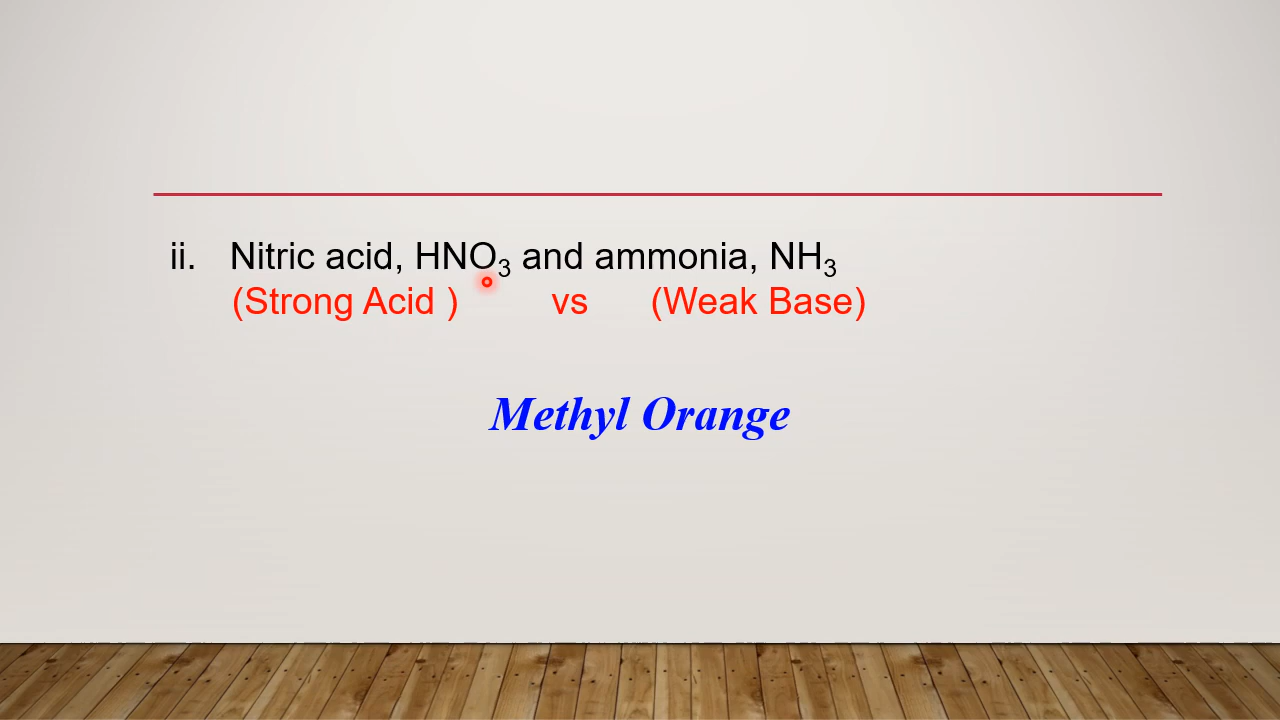 ii. Nitric acid, HNO₃ and ammonia, NH₃
(Strong Acid ) vs (Weak Base)
Methyl Orange